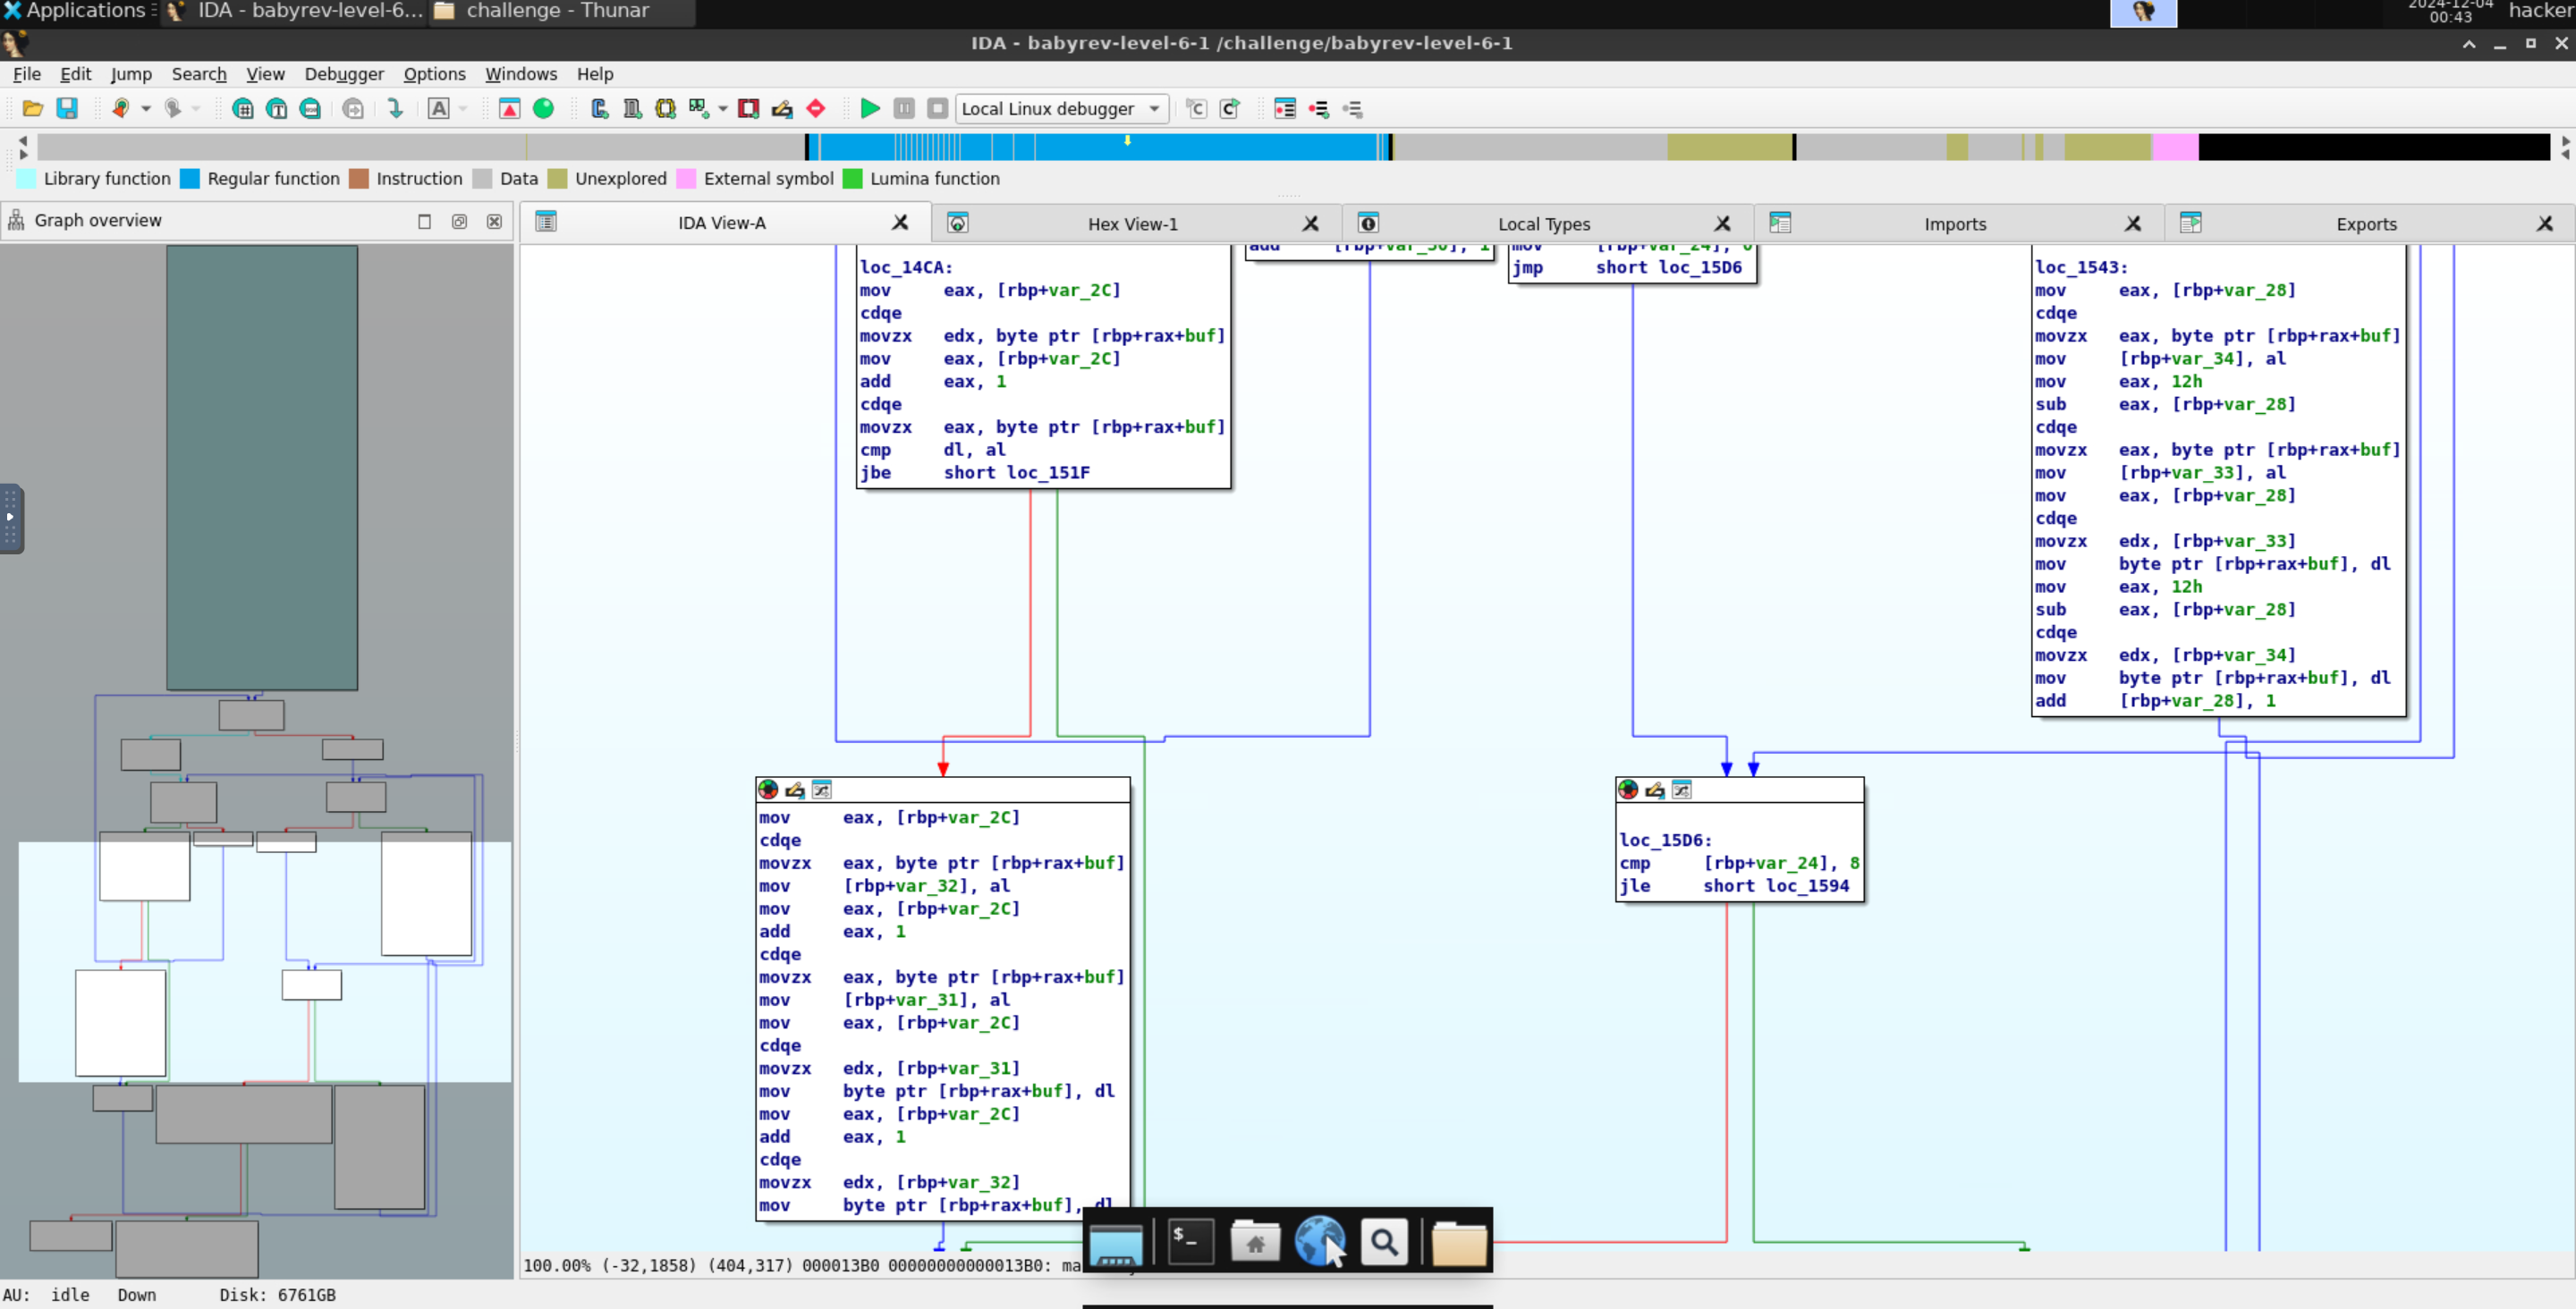 Applications
IDA - babyrev-level-6...
challenge - Thunar
2024-12-04
00:43
hacker
IDA - babyrev-level-6-1 /challenge/babyrev-level-6-1
File Edit Jump Search View Debugger Options Windows Help
Local Linux debugger
Library function Regular function Instruction Data Unexplored External symbol Lumina function
Graph overview
IDA View-A
Hex View-1
Local Types
Imports
Exports
loc_14CA:
mov eax, [rbp+var_2C]
cdqe
movzx edx, byte ptr [rbp+rax+buf]
mov eax, [rbp+var_2C]
add eax, 1
cdqe
movzx eax, byte ptr [rbp+rax+buf]
cmp dl, al
jbe short loc_151F
add [rbp+var_30], 1
mov [rbp+var_24], 0
jmp short loc_15D6
loc_1543:
mov eax, [rbp+var_28]
cdqe
movzx eax, byte ptr [rbp+rax+buf]
mov [rbp+var_34], al
mov eax, 12h
sub eax, [rbp+var_28]
cdqe
movzx eax, byte ptr [rbp+rax+buf]
mov [rbp+var_33], al
mov eax, [rbp+var_28]
cdqe
movzx edx, [rbp+var_33]
mov byte ptr [rbp+rax+buf], dl
mov eax, 12h
sub eax, [rbp+var_28]
cdqe
movzx edx, [rbp+var_34]
mov byte ptr [rbp+rax+buf], dl
add [rbp+var_28], 1
mov eax, [rbp+var_2C]
cdqe
movzx eax, byte ptr [rbp+rax+buf]
mov [rbp+var_32], al
mov eax, [rbp+var_2C]
add eax, 1
cdqe
movzx eax, byte ptr [rbp+rax+buf]
mov [rbp+var_31], al
mov eax, [rbp+var_2C]
cdqe
movzx edx, [rbp+var_31]
mov byte ptr [rbp+rax+buf], dl
mov eax, [rbp+var_2C]
add eax, 1
cdqe
movzx edx, [rbp+var_32]
mov byte ptr [rbp+rax+buf], dl
loc_15D6:
cmp [rbp+var_24], 8
jle short loc_1594
100.00% (-32,1858) (404,317) 000013B0 00000000000013B0: ma
AU: idle Down Disk: 6761GB